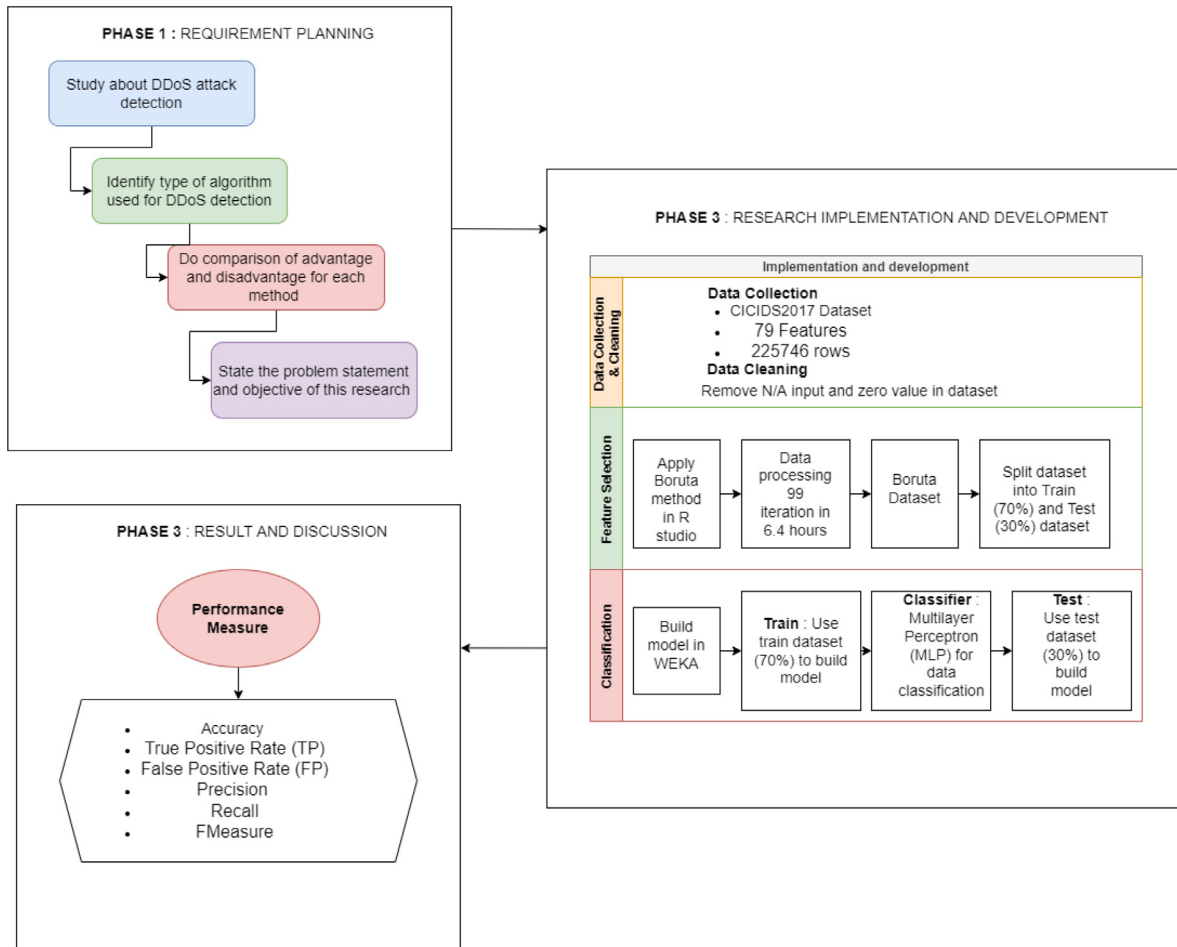 PHASE 1 : REQUIREMENT PLANNING
Study about DDoS attack
detection
Identify type of algorithm
used for DDoS detection
Do comparison of advantage
and disadvantage for each
method
State the problem statement
and objective of this research
PHASE 3 : RESEARCH IMPLEMENTATION AND DEVELOPMENT
Implementation and development
Data Collection
& Cleaning
Data Collection
• CICIDS2017 Dataset
• 79 Features
• 225746 rows
Data Cleaning
Remove N/A input and zero value in dataset
Feature Selection
Apply
Boruta
method
in R
studio
Data
processing
99
iteration in
6.4 hours
Boruta
Dataset
Split dataset
into Train
(70%) and Test
(30%) dataset
Classification
Build
model in
WEKA
Train : Use
train dataset
(70%) to build
model
Classifier :
Multilayer
Perceptron
(MLP) for
data
classification
Test :
Use test
dataset
(30%) to
build
model
PHASE 3 : RESULT AND DISCUSSION
Performance
Measure
• Accuracy
• True Positive Rate (TP)
• False Positive Rate (FP)
• Precision
• Recall
• FMeasure